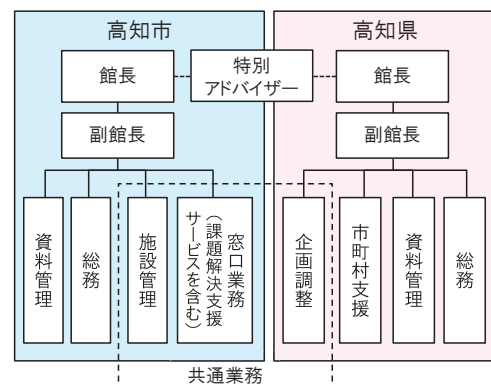 高知市
館長
副館長
資料管理
総務
施設管理
窓口業務
（課題解決支援
サービスを含む）
特別
アドバイザー
高知県
館長
副館長
企画調整
市町村支援
資料管理
総務
共通業務